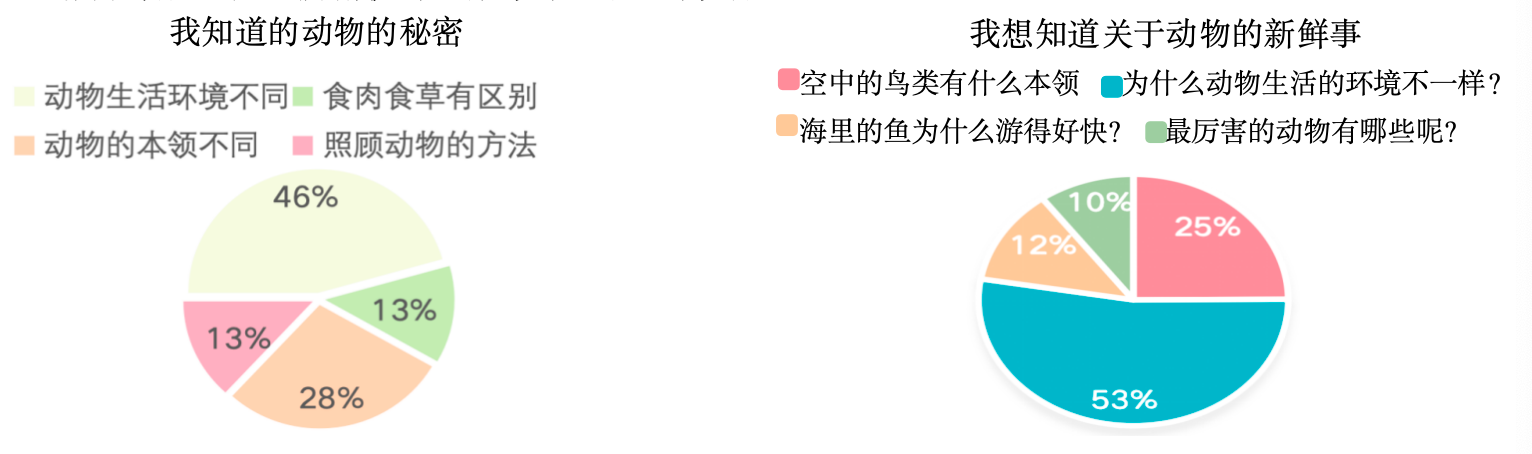 我知道的动物的秘密
动物生活环境不同 食肉食草有区别
动物的本领不同 照顾动物的方法
46%
13%
13%
28%
我想知道关于动物的新鲜事
空中的鸟类有什么本领 为什么动物生活的环境不一样?
海里的鱼为什么游得好快? 最厉害的动物有哪些呢?
10%
25%
12%
53%